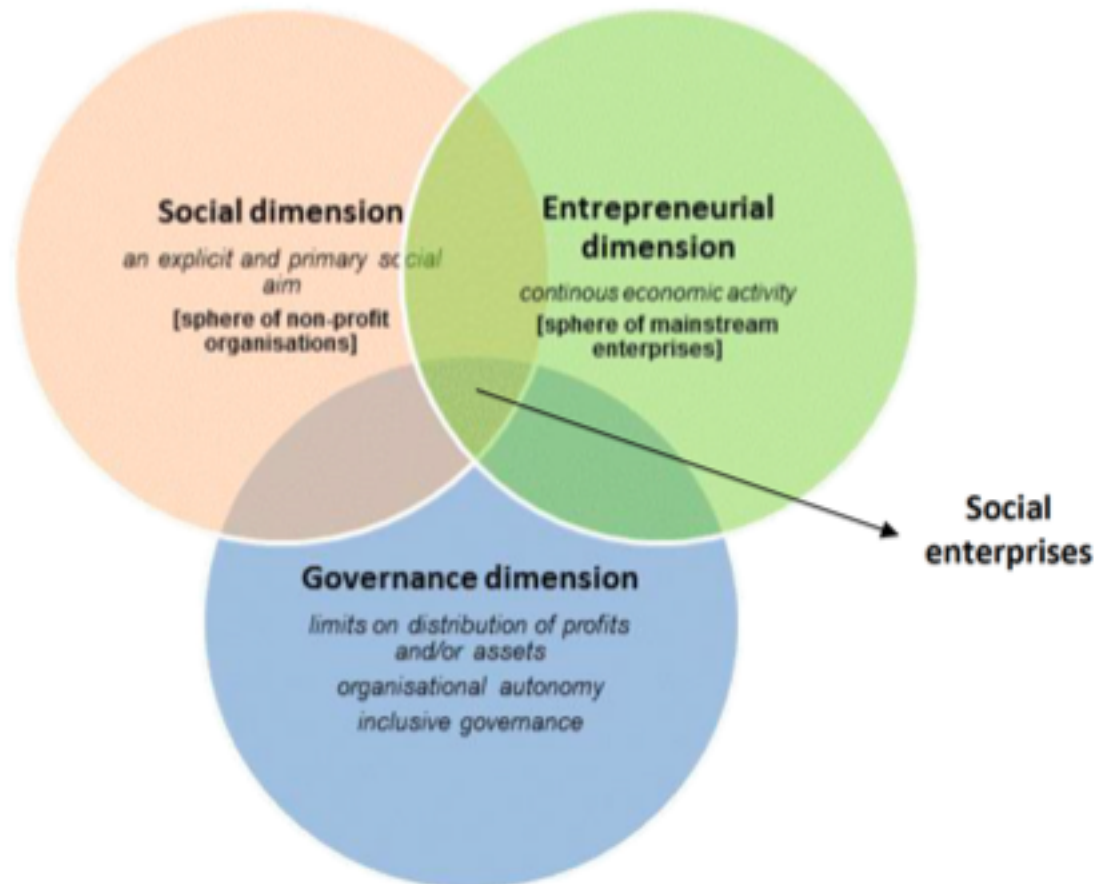 Social dimension
an explicit and primary social
aim
[sphere of non-profit
organisations]
Entrepreneurial
dimension
continous economic activity
[sphere of mainstream
enterprises]
Social
enterprises
Governance dimension
limits on distribution of profits
and/or assets
organisational autonomy
inclusive governance